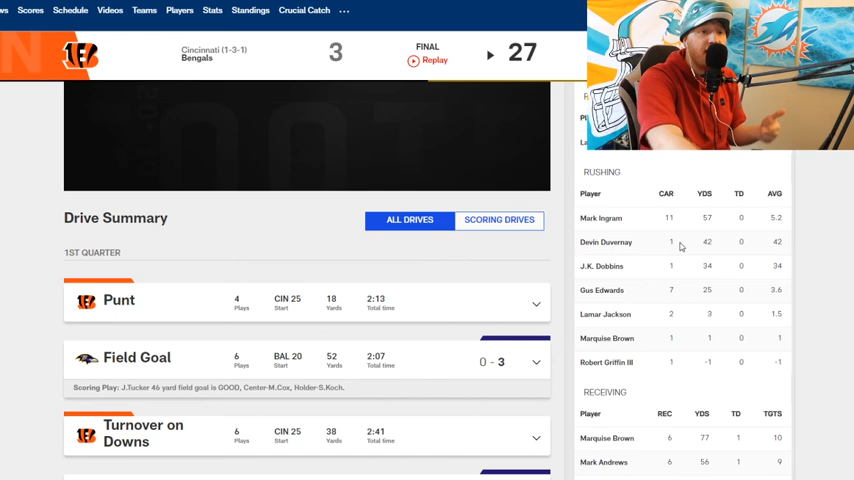 ws Scores Schedule Videos Teams Players Stats Standings Crucial Catch ...
Cincinnati (1-3-1)
Bengals
3
FINAL
Replay
27
Drive Summary
ALL DRIVES SCORING DRIVES
1ST QUARTER
Punt 4 CIN 25 18 2:13
Plays Start Yards Total time
Field Goal 6 BAL 20 52 2:07 0 - 3
Plays Start Yards Total time
Scoring Play: J.Tucker 46 yard field goal is GOOD, Center-M.Cox, Holder-S.Koch.
Turnover on
Downs
6 CIN 25 38 2:41
Plays Start Yards Total time
RUSHING
Player CAR YDS TD AVG
Mark Ingram 11 57 0 5.2
Devin Duvernay 1 42 0 42
J.K. Dobbins 1 34 0 34
Gus Edwards 7 25 0 3.6
Lamar Jackson 2 3 0 1.5
Marquise Brown 1 1 0 1
Robert Griffin III 1 -1 0 -1
RECEIVING
Player REC YDS TD TGTS
Marquise Brown 6 77 1 10
Mark Andrews 6 56 1 9